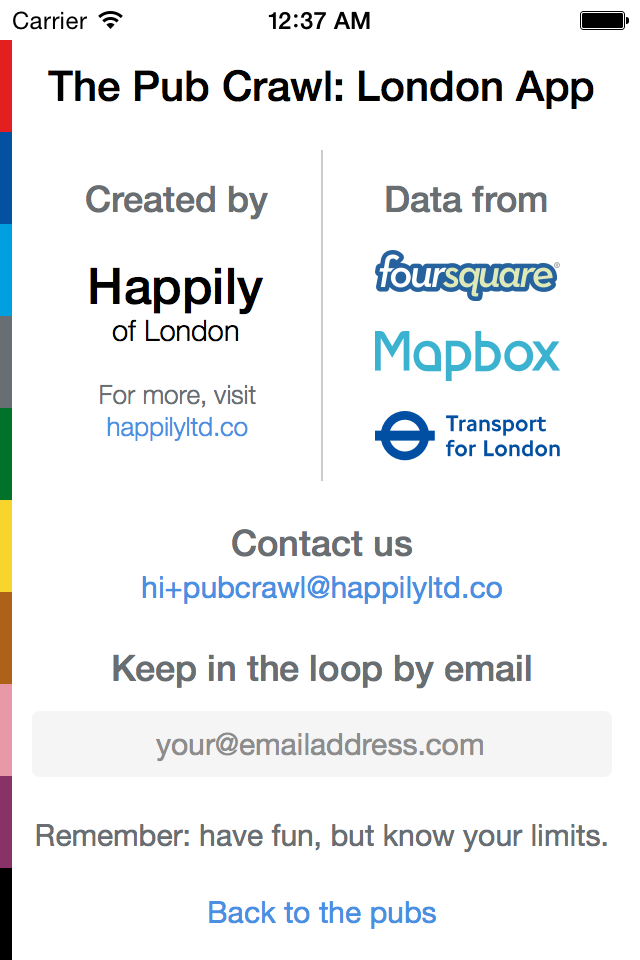 Carrier 12:37 AM
The Pub Crawl: London App
Created by
Happily
of London
For more, visit
happilyltd.co
Data from
foursquare®
Mapbox
Transport
for London
Contact us
hi+pubcrawl@happilyltd.co
Keep in the loop by email
your@emailaddress.com
Remember: have fun, but know your limits.
Back to the pubs